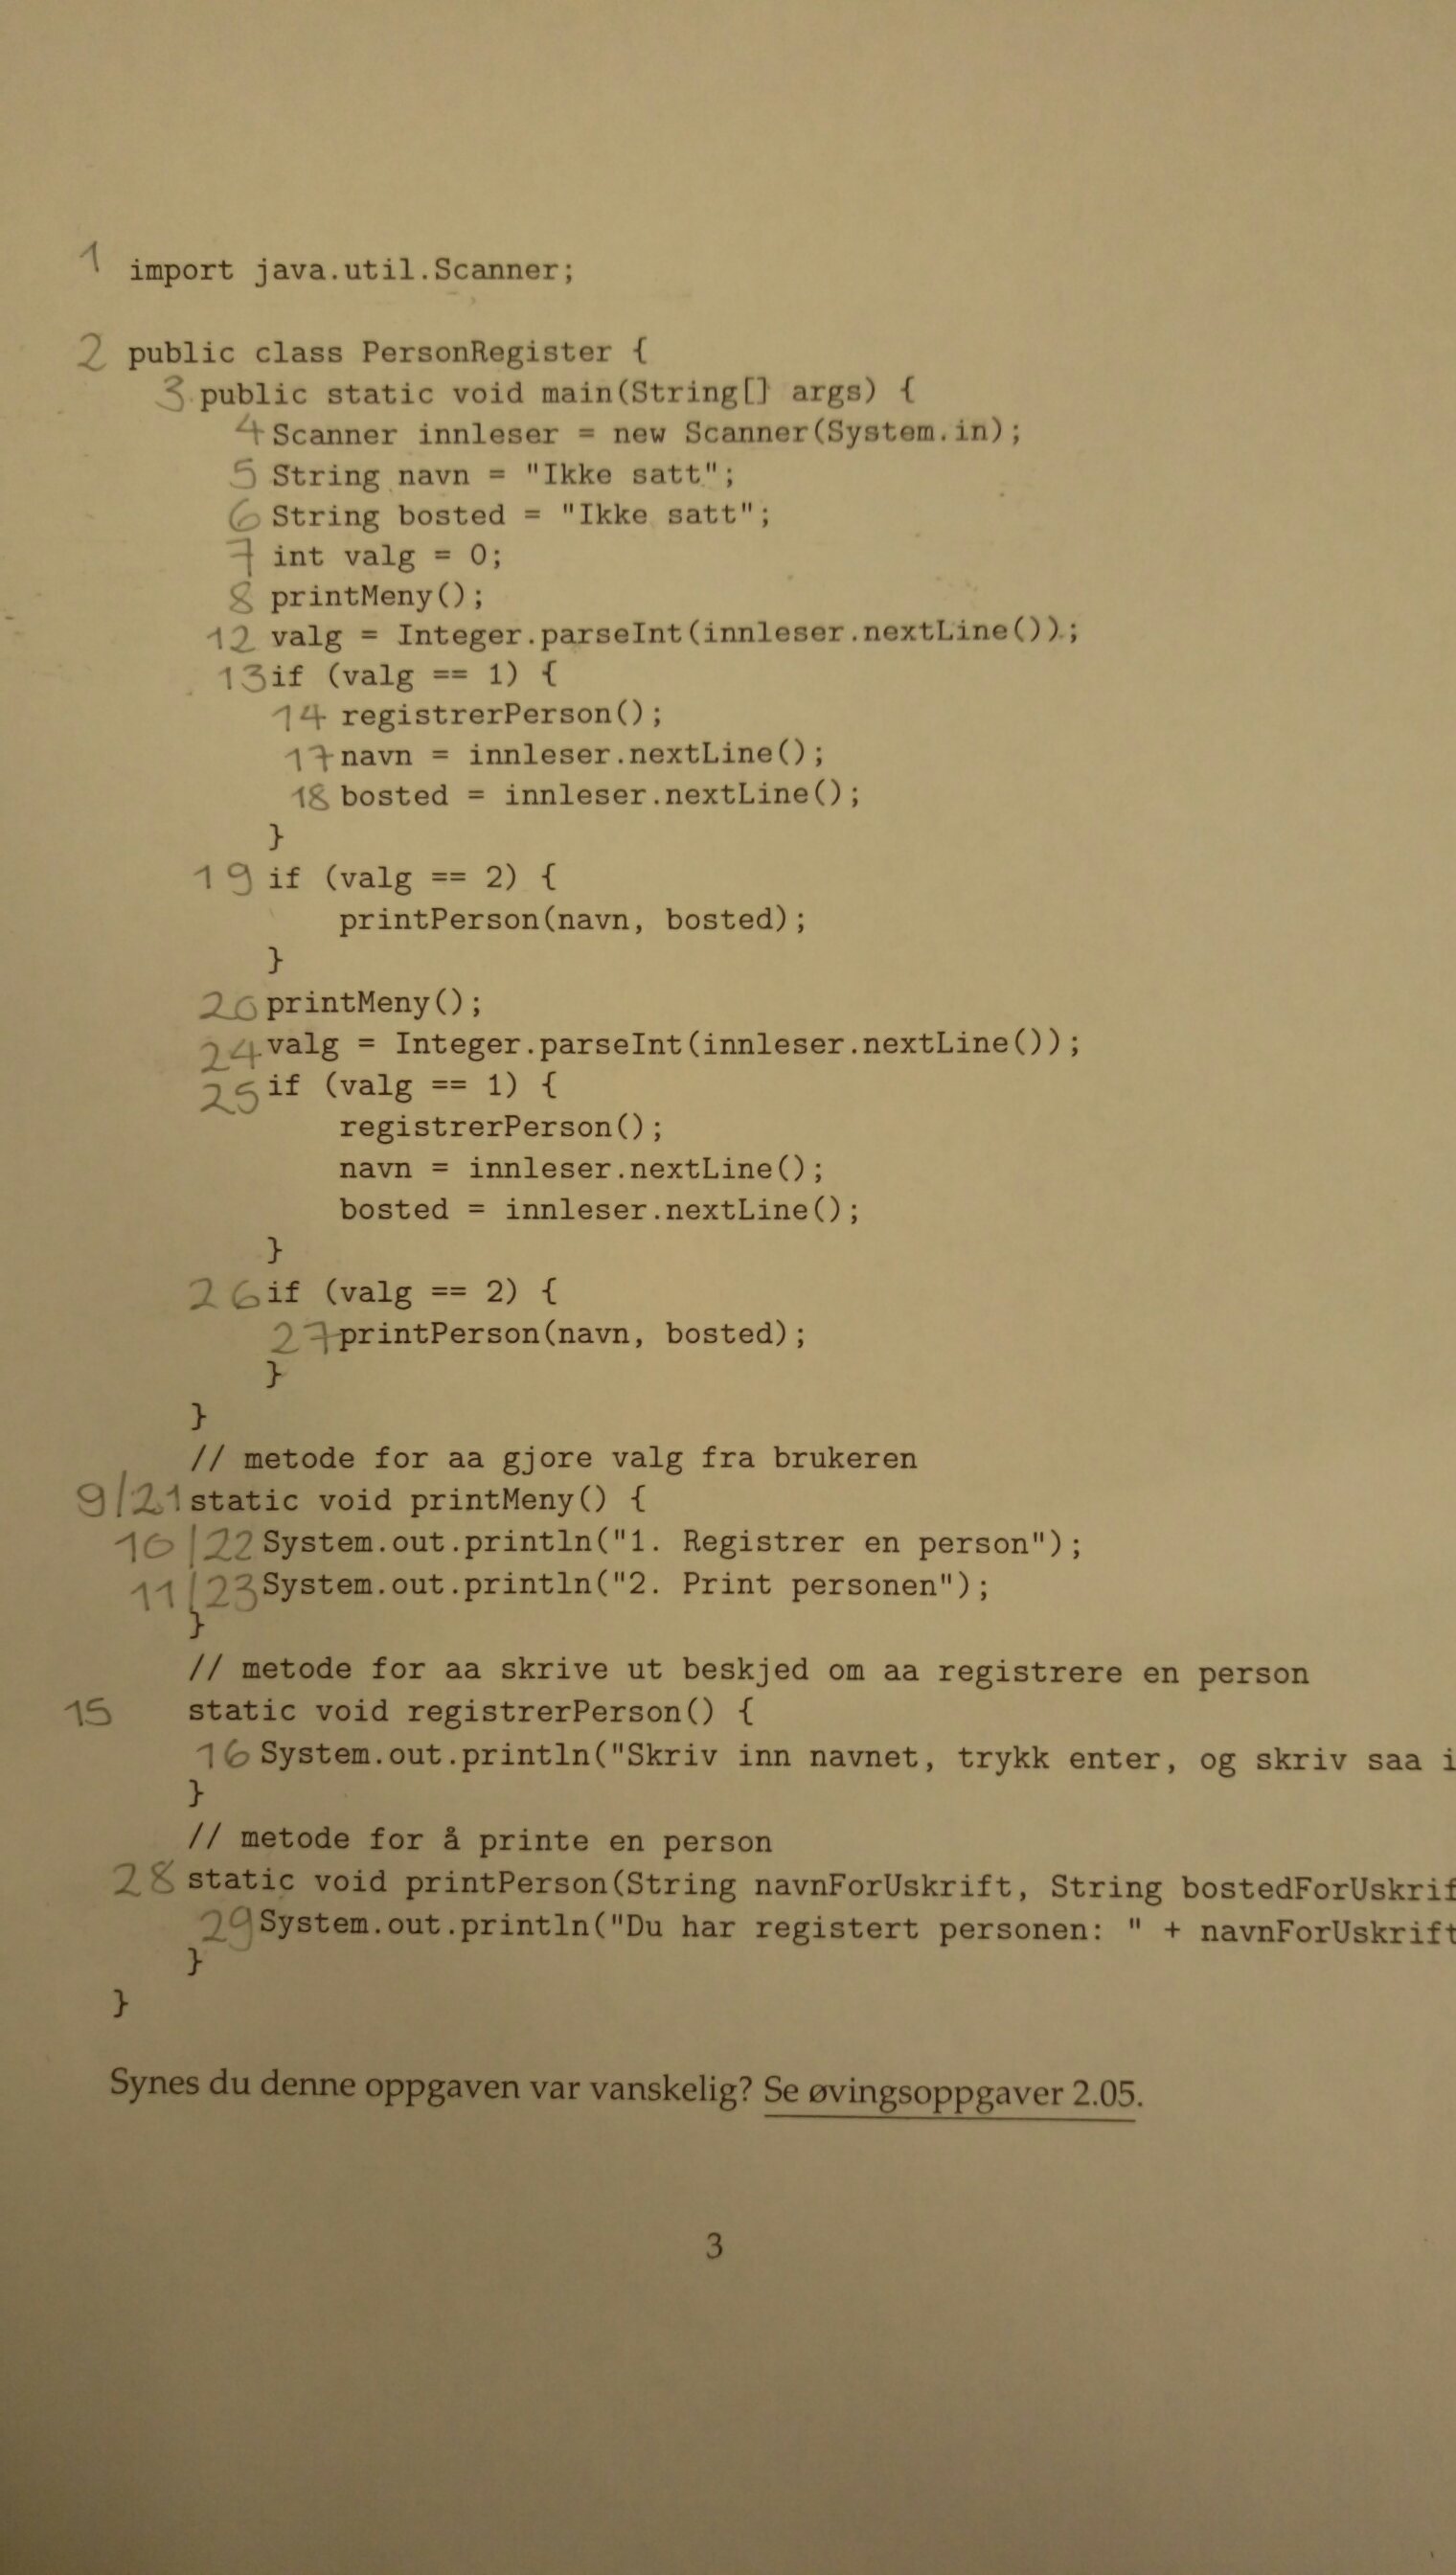 1 import java.util.Scanner;
2 public class PersonRegister {
3 public static void main(String[] args) {
4 Scanner innleser = new Scanner(System.in);
5 String navn = "Ikke satt";
6 String bosted = "Ikke satt";
7 int valg = 0;
8 printMeny();
12 valg = Integer.parseInt(innleser.nextLine());
13 if (valg == 1) {
14 registrerPerson();
17 navn = innleser.nextLine();
18 bosted = innleser.nextLine();
}
19 if (valg == 2) {
printPerson(navn, bosted);
}
20 printMeny();
24 valg = Integer.parseInt(innleser.nextLine());
25 if (valg == 1) {
registrerPerson();
navn = innleser.nextLine();
bosted = innleser.nextLine();
}
26 if (valg == 2) {
27 printPerson(navn, bosted);
}
}
// metode for aa gjore valg fra brukeren
9/21 static void printMeny() {
10/22 System.out.println("1. Registrer en person");
11/23 System.out.println("2. Print personen");
}
// metode for aa skrive ut beskjed om aa registrere en person
15 static void registrerPerson() {
16 System.out.println("Skriv inn navnet, trykk enter, og skriv saa i
}
// metode for å printe en person
28 static void printPerson(String navnForUskrift, String bostedForUskrif
29 System.out.println("Du har registert personen: " + navnForUskrift
}
}
Synes du denne oppgaven var vanskelig? Se øvingsoppgaver 2.05.
3